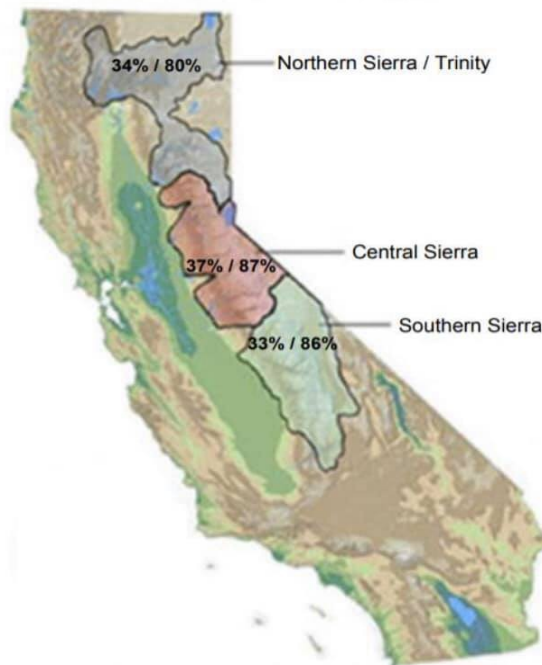 34% / 80%
Northern Sierra / Trinity
Central Sierra
37% / 87%
Southern Sierra
33% / 86%